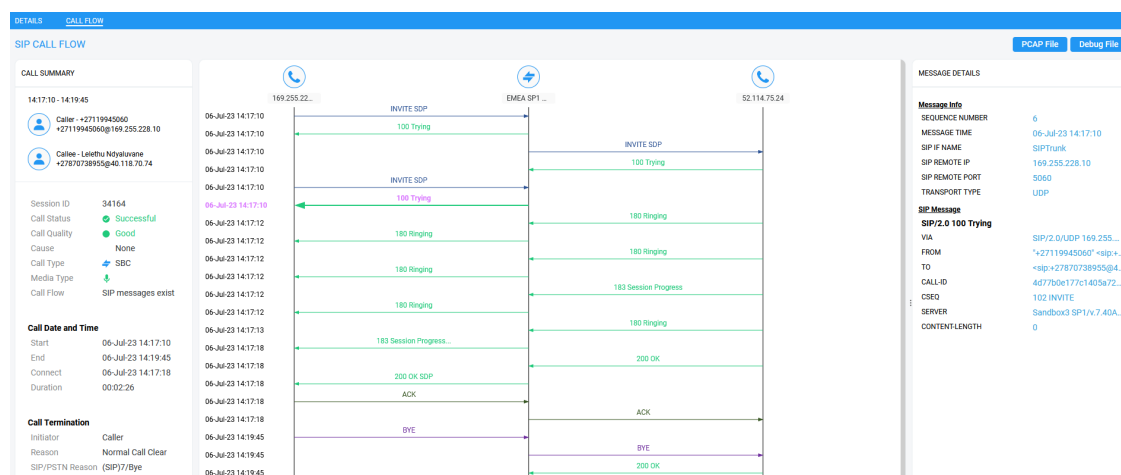 DETAILS CALL FLOW
SIP CALL FLOW
PCAP File Debug File
CALL SUMMARY
14:17:10 - 14:19:45
Caller - +27119945060
+27119945060@169.255.228.10
Callee - Lelethu Ndyaluvane
+27870738955@40.118.70.74
Session ID 34164
Call Status Successful
Call Quality Good
Cause None
Call Type SBC
Media Type
Call Flow SIP messages exist
Call Date and Time
Start 06-Jul-23 14:17:10
End 06-Jul-23 14:19:45
Connect 06-Jul-23 14:17:18
Duration 00:02:26
Call Termination
Initiator Caller
Reason Normal Call Clear
SIP/PSTN Reason (SIP)7/Bye
169.255.22... EMEA SP1 ... 52.114.75.24
INVITE SDP
06-Jul-23 14:17:10
100 Trying
06-Jul-23 14:17:10
INVITE SDP
06-Jul-23 14:17:10
100 Trying
06-Jul-23 14:17:10
INVITE SDP
06-Jul-23 14:17:10
100 Trying
06-Jul-23 14:17:10
180 Ringing
06-Jul-23 14:17:12
180 Ringing
06-Jul-23 14:17:12
180 Ringing
06-Jul-23 14:17:12
180 Ringing
06-Jul-23 14:17:12
183 Session Progress
06-Jul-23 14:17:12
180 Ringing
06-Jul-23 14:17:12
180 Ringing
06-Jul-23 14:17:13
183 Session Progress...
06-Jul-23 14:17:18
200 OK
06-Jul-23 14:17:18
200 OK SDP
06-Jul-23 14:17:18
ACK
06-Jul-23 14:17:18
ACK
06-Jul-23 14:17:18
BYE
06-Jul-23 14:19:45
BYE
06-Jul-23 14:19:45
200 OK
06-Jul-23 14:19:45
MESSAGE DETAILS
Message Info
SEQUENCE NUMBER 6
MESSAGE TIME 06-Jul-23 14:17:10
SIP IF NAME SIPTrunk
SIP REMOTE IP 169.255.228.10
SIP REMOTE PORT 5060
TRANSPORT TYPE UDP
SIP Message
SIP/2.0 100 Trying
VIA SIP/2.0/UDP 169.255....
FROM "+27119945060" <sip:+...
TO <sip:+27870738955@4...
CALL-ID 4d77b0e177c1405a72...
CSEQ 102 INVITE
SERVER Sandbox3 SP1/v.7.40A...
CONTENT-LENGTH 0